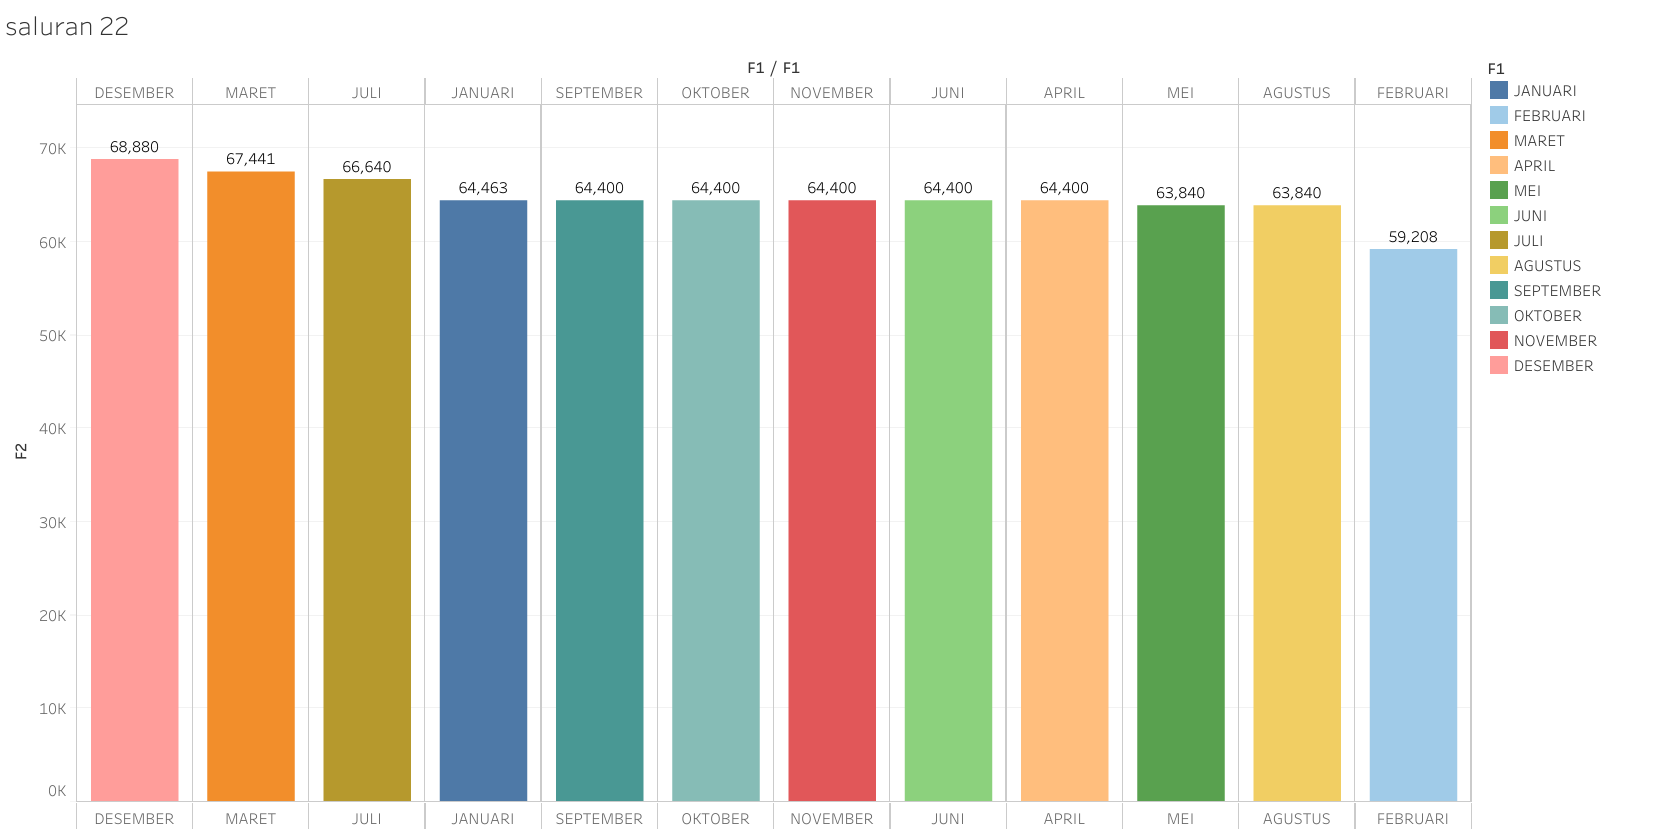 saluran 22
F1 / F1
DESEMBER MARET JULI JANUARI SEPTEMBER OKTOBER NOVEMBER JUNI APRIL MEI AGUSTUS FEBRUARI
70K
60K
50K
40K
30K
20K
10K
0K
F2
68,880 67,441 66,640 64,463 64,400 64,400 64,400 64,400 64,400 63,840 63,840 59,208
DESEMBER MARET JULI JANUARI SEPTEMBER OKTOBER NOVEMBER JUNI APRIL MEI AGUSTUS FEBRUARI
F1
JANUARI
FEBRUARI
MARET
APRIL
MEI
JUNI
JULI
AGUSTUS
SEPTEMBER
OKTOBER
NOVEMBER
DESEMBER